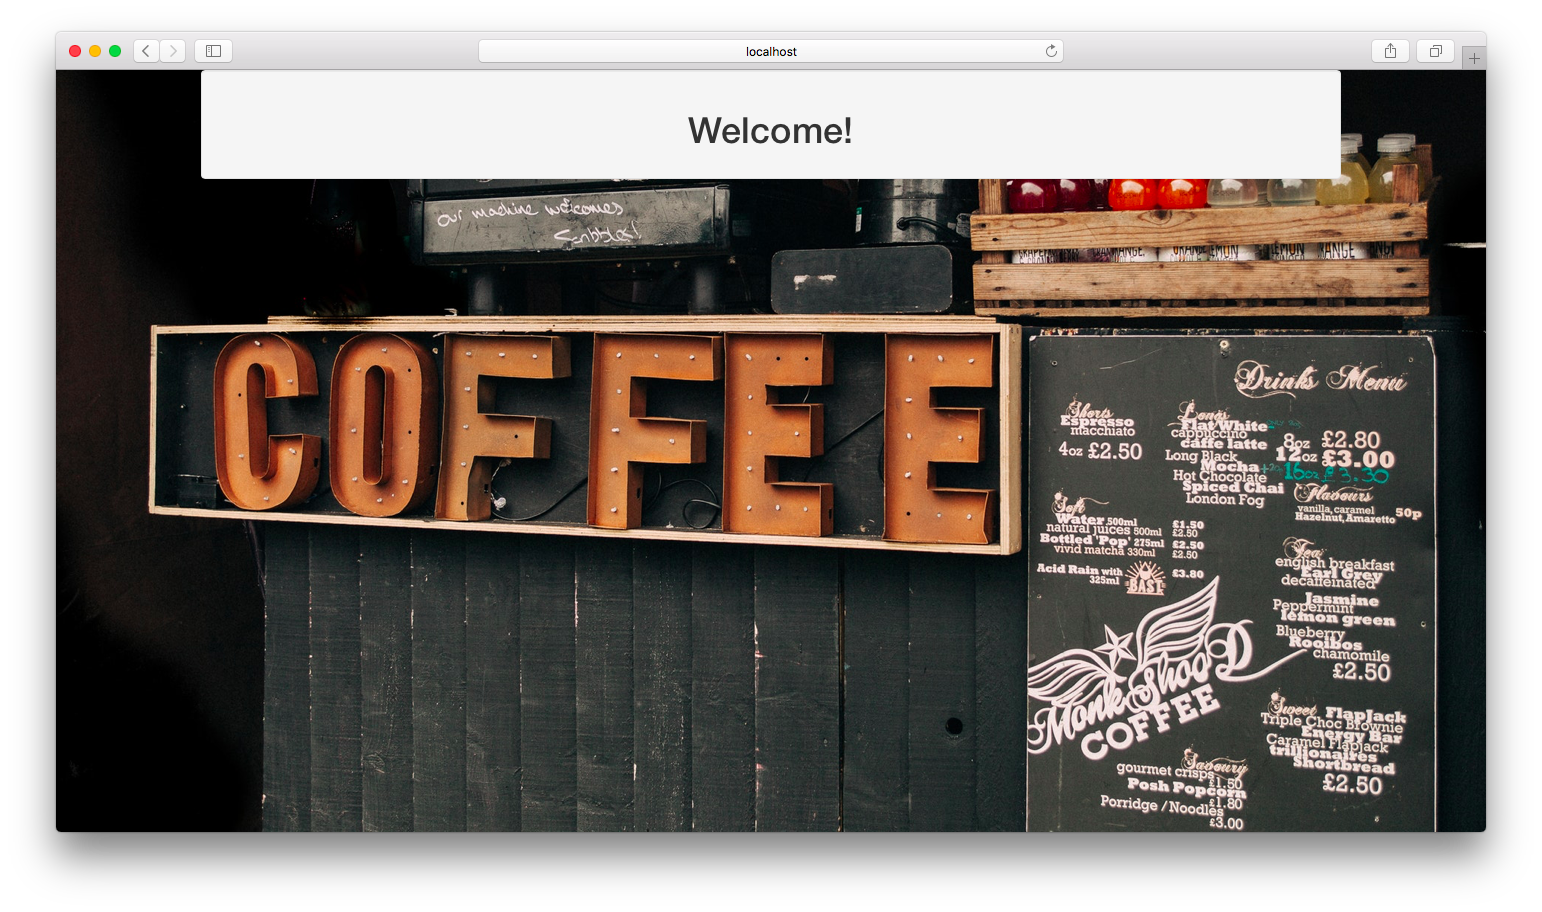 localhost
Welcome!
our machine welcomes
Scribbles!
LEMON
MANGE
COFFEE
Drinks Menu
Shorts
Espresso
macchiato
4oz £2.50
Longs
Flat White
cappuccino
caffe latte
Long Black
Mocha
Hot Chocolate
Spiced Chai
London Fog
8oz £2.80
12oz £3.00
16oz £3.30
Flavours
vanilla, caramel
Hazelnut, Amaretto 50p
Soft
Water 500ml £1.50
natural juices 500ml £2.50
Bottled 'Pop' 275ml £2.50
vivid matcha 330ml £2.50
Acid Rain with BASE £3.80
325ml
Tea
english breakfast
Earl Grey
decaffeinated
Jasmine
Peppermint
lemon green
Blueberry
Rooibos
chamomile
£2.50
MonkShooD
COFFEE
Sweet FlapJack
Triple Choc Brownie
Energy Bar
Caramel Flapjack
trillionaires
Shortbread
£2.50
Savoury
gourmet crisps £1.50
Posh Popcorn £1.80
Porridge / Noodles £3.00